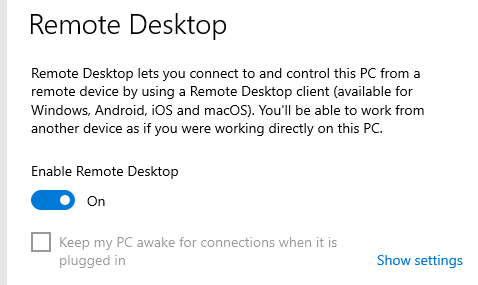 Remote Desktop
Remote Desktop lets you connect to and control this PC from a
remote device by using a Remote Desktop client (available for
Windows, Android, iOS and macOS). You'll be able to work from
another device as if you were working directly on this PC.
Enable Remote Desktop
On
Keep my PC awake for connections when it is
plugged in
Show settings